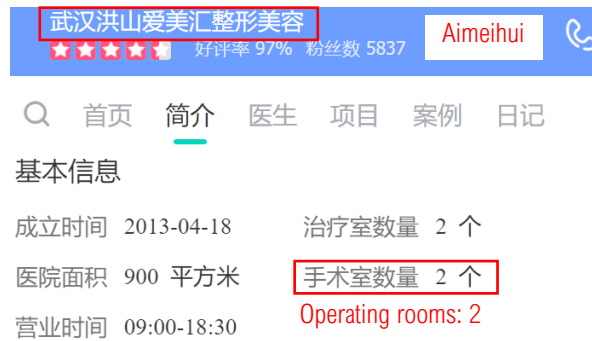 武汉洪山爱美汇整形美容
好评率 97% 粉丝数 5837
Aimeihui
首页 简介 医生 项目 案例 日记
基本信息
成立时间 2013-04-18 治疗室数量 2 个
医院面积 900 平方米 手术室数量 2 个
营业时间 09:00-18:30 Operating rooms: 2